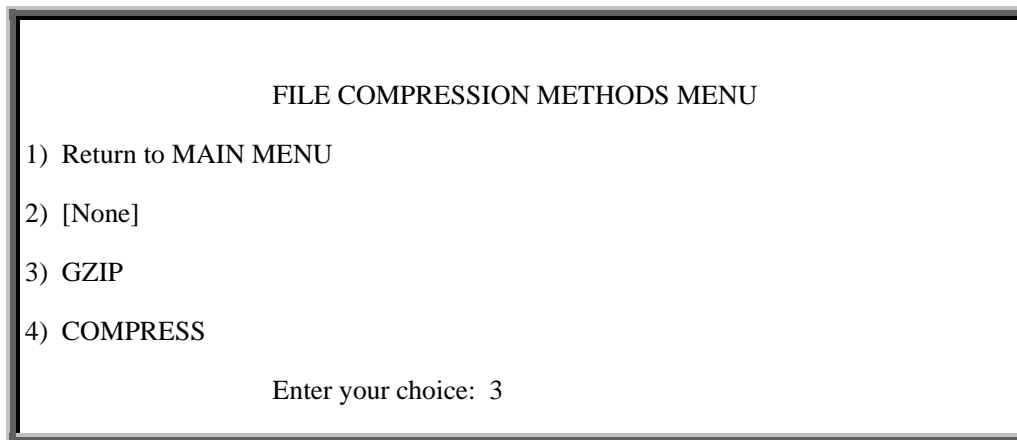 FILE COMPRESSION METHODS MENU
1) Return to MAIN MENU
2) [None]
3) GZIP
4) COMPRESS
Enter your choice: 3